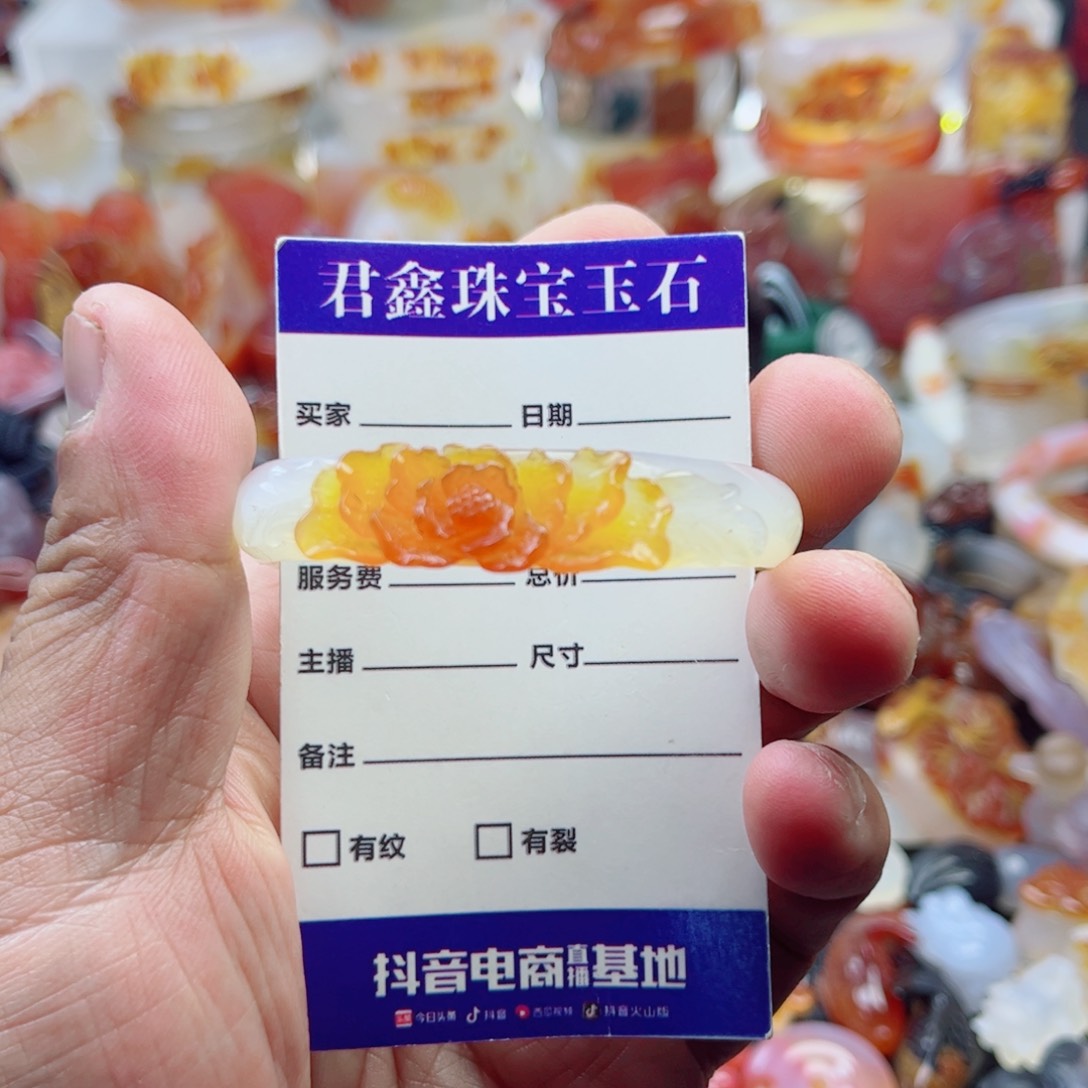 君鑫珠宝玉石
买家 日期
服务费 总价
主播 尺寸
备注
有纹 有裂
抖音电商直播基地
今日头条 抖音 西瓜视频 抖音火山版